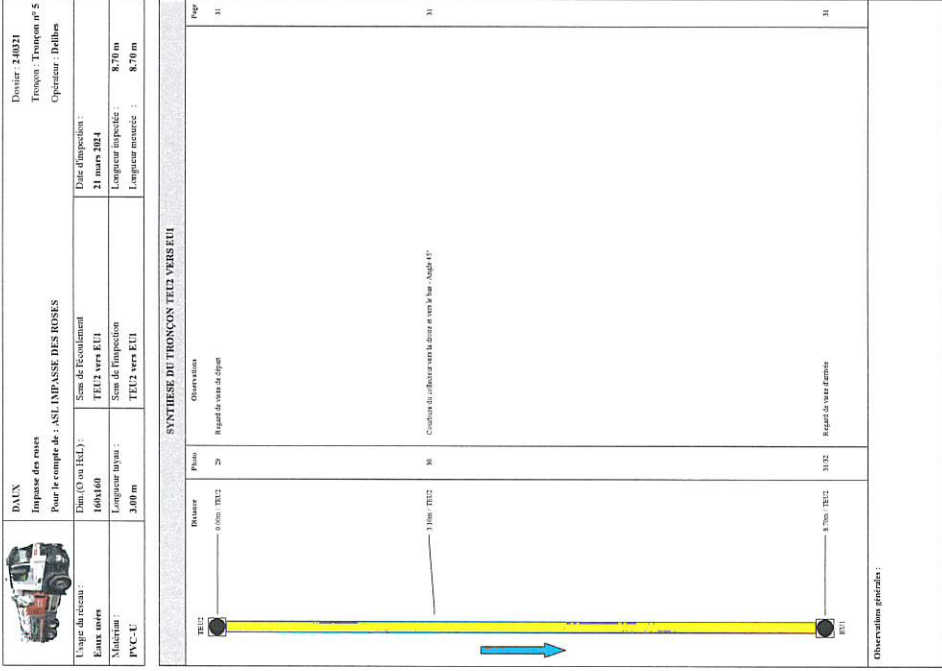 DAUX
Impasse des roses
Pour le compte de : ASL IMPASSE DES ROSES
Dossier : 240321
Tronçon : Tronçon n° 5
Opérateur : Delibes
Usage du réseau :
Eaux usées
Dim.(O ou HxL) :
160x160
Sens de l'écoulement
TEU2 vers EU1
Date d'inspection :
21 mars 2024
Matériau :
PVC-U
Longueur tuyau :
3.00 m
Sens de l'inspection
TEU2 vers EU1
Longueur inspectée : 8.70 m
Longueur mesurée : 8.70 m
SYNTHESE DU TRONÇON TEU2 VERS EU1
Distance Photo Observations Page
TEU2
0.00m / TEU2 29 Regard de visite de départ 31
3.10m / TEU2 30 Courbure du collecteur vers la droite et vers le bas - Angle 45° 31
8.70m / TEU2 31/32 Regard de visite d'arrivée 31
EU1
Observations générales :